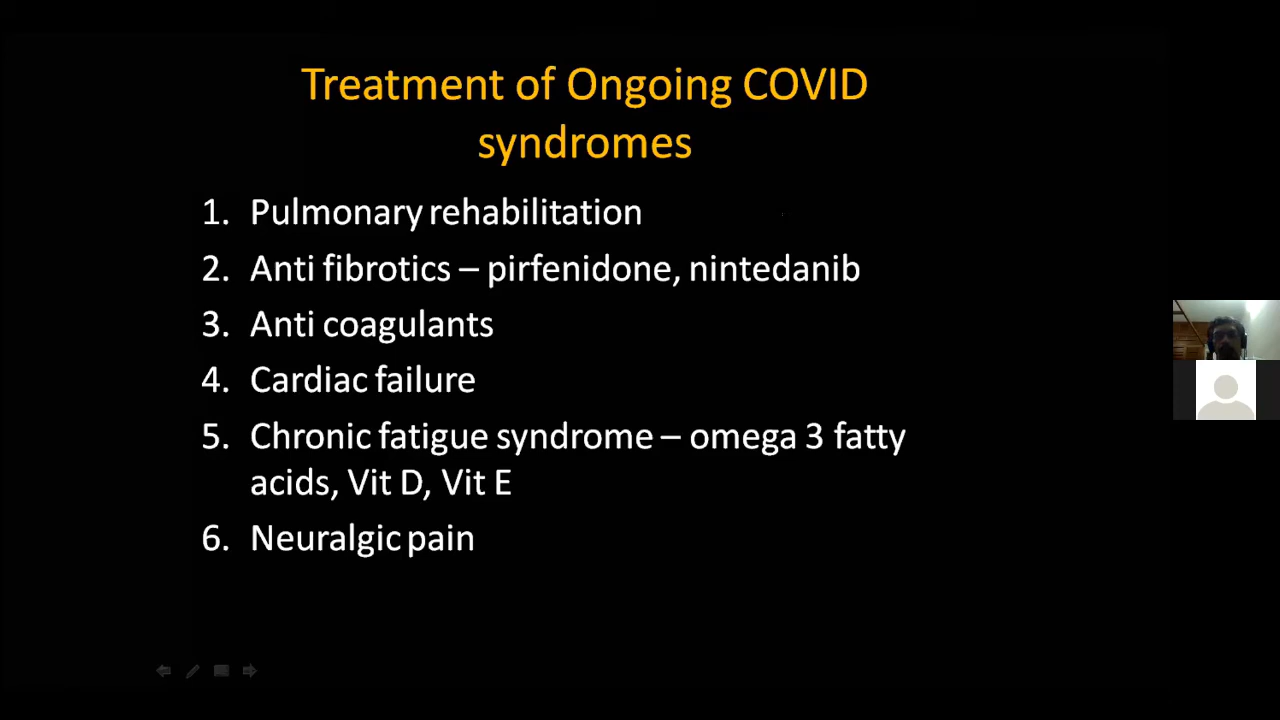 Treatment of Ongoing COVID
syndromes
1. Pulmonary rehabilitation
2. Anti fibrotics – pirfenidone, nintedanib
3. Anti coagulants
4. Cardiac failure
5. Chronic fatigue syndrome – omega 3 fatty
acids, Vit D, Vit E
6. Neuralgic pain